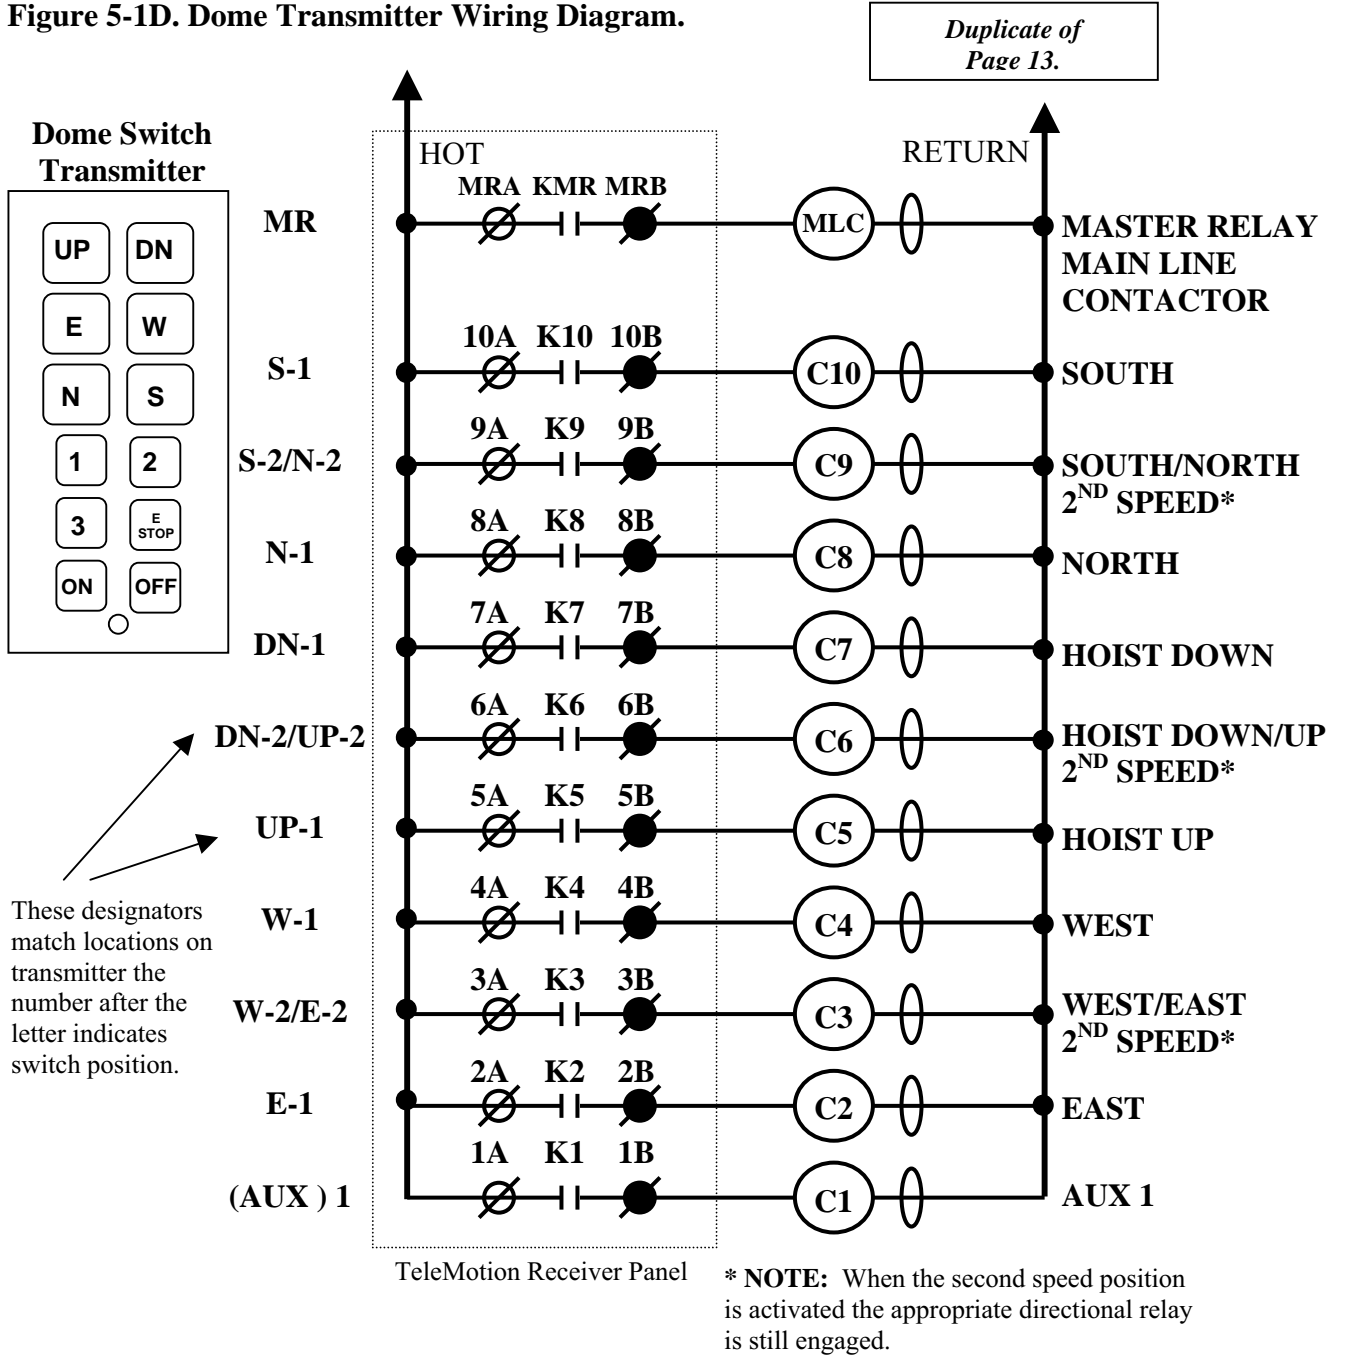 Figure 5-1D. Dome Transmitter Wiring Diagram.
Duplicate of
Page 13.
Dome Switch
Transmitter
UP DN
E W
N S
1 2
3 E
STOP
ON OFF
HOT
RETURN
MR
MRA KMR MRB
MLC
MASTER RELAY
MAIN LINE
CONTACTOR
S-1
10A K10 10B
C10
SOUTH
S-2/N-2
9A K9 9B
C9
SOUTH/NORTH
2ND SPEED*
N-1
8A K8 8B
C8
NORTH
DN-1
7A K7 7B
C7
HOIST DOWN
DN-2/UP-2
6A K6 6B
C6
HOIST DOWN/UP
2ND SPEED*
UP-1
5A K5 5B
C5
HOIST UP
W-1
4A K4 4B
C4
WEST
W-2/E-2
3A K3 3B
C3
WEST/EAST
2ND SPEED*
E-1
2A K2 2B
C2
EAST
(AUX ) 1
1A K1 1B
C1
AUX 1
These designators
match locations on
transmitter the
number after the
letter indicates
switch position.
TeleMotion Receiver Panel
* NOTE: When the second speed position
is activated the appropriate directional relay
is still engaged.